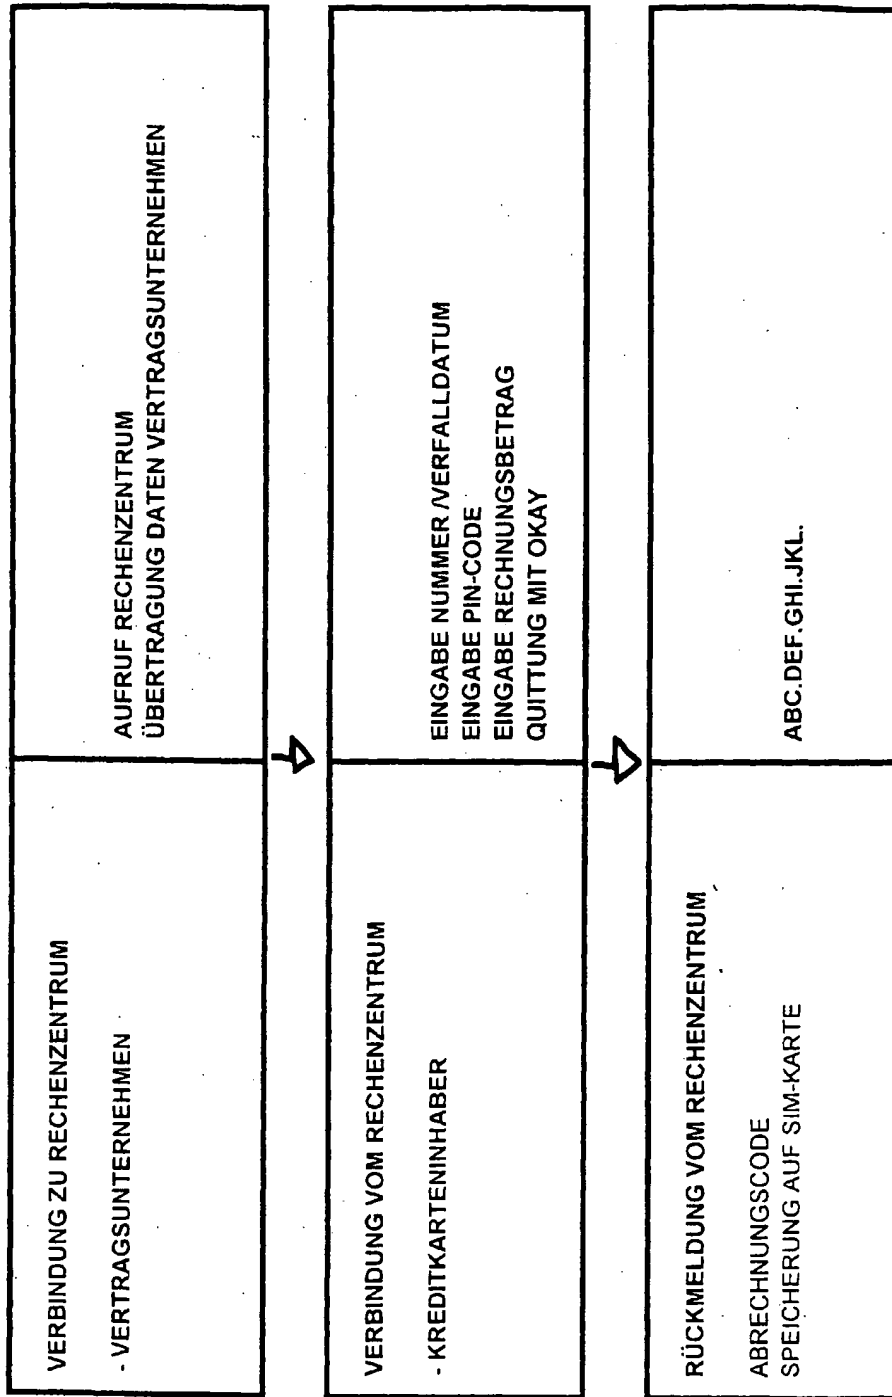 VERBINDUNG ZU RECHENZENTRUM
- VERTRAGSUNTERNEHMEN
AUFRUF RECHENZENTRUM
ÜBERTRAGUNG DATEN VERTRAGSUNTERNEHMEN
VERBINDUNG VOM RECHENZENTRUM
- KREDITKARTENINHABER
EINGABE NUMMER /VERFALLDATUM
EINGABE PIN-CODE
EINGABE RECHNUNGSBETRAG
QUITTUNG MIT OKAY
RÜCKMELDUNG VOM RECHENZENTRUM
ABRECHNUNGSCODE
SPEICHERUNG AUF SIM-KARTE
ABC.DEF.GHI.JKL.